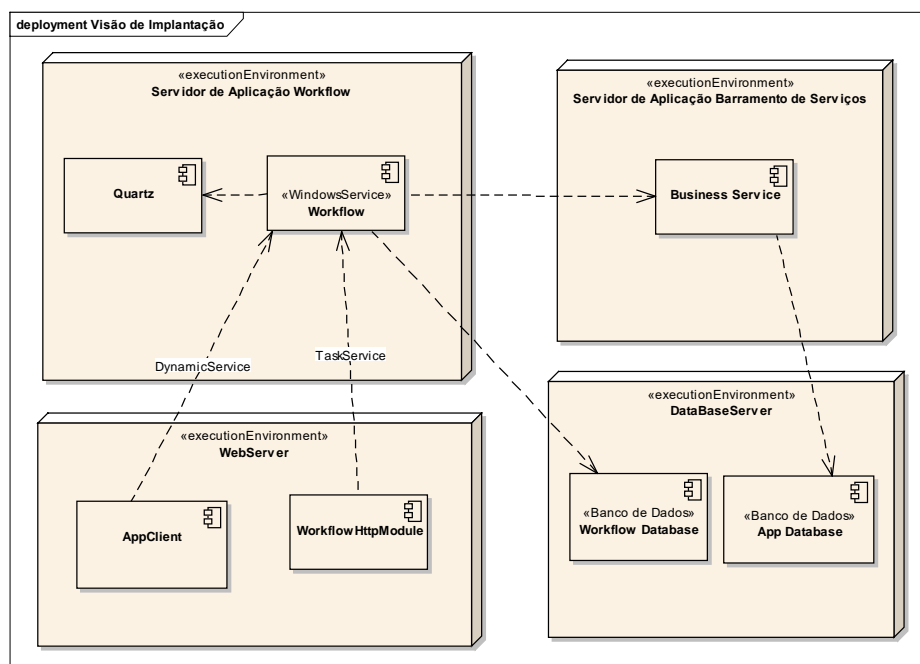 deployment Visão de Implantação
«executionEnvironment»
Servidor de Aplicação Workflow
Quartz
«WindowsService»
Workflow
«executionEnvironment»
Servidor de Aplicação Barramento de Serviços
Business Service
DynamicService
TaskService
«executionEnvironment»
WebServer
AppClient
WorkflowHttpModule
«executionEnvironment»
DataBaseServer
«Banco de Dados»
Workflow Database
«Banco de Dados»
App Database